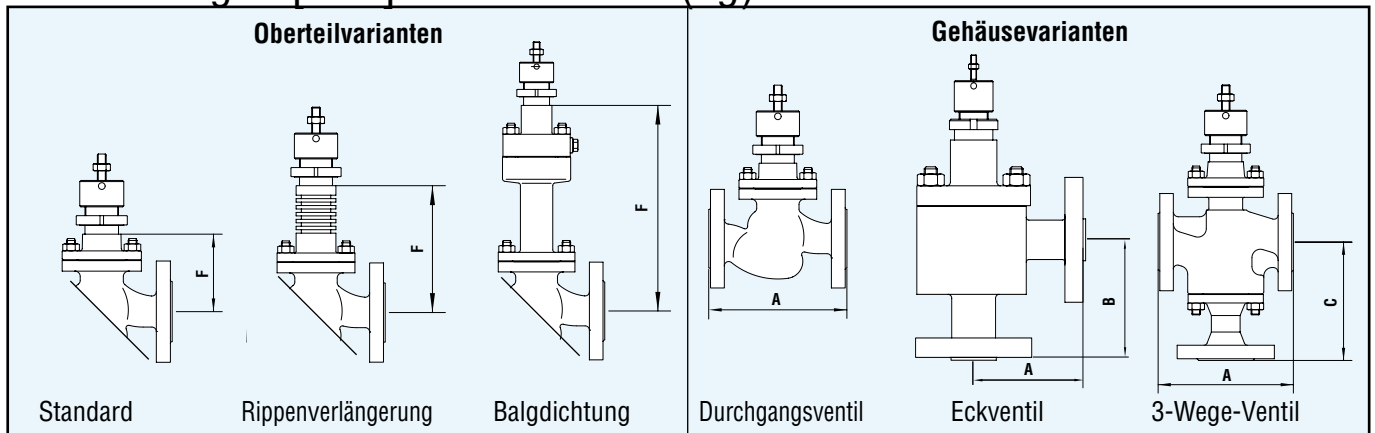 Oberteilvarianten
Gehäusevarianten
F
F
F
A
B
A
C
A
Standard
Rippenverlängerung
Balgdichtung
Durchgangsventil
Eckventil
3-Wege-Ventil